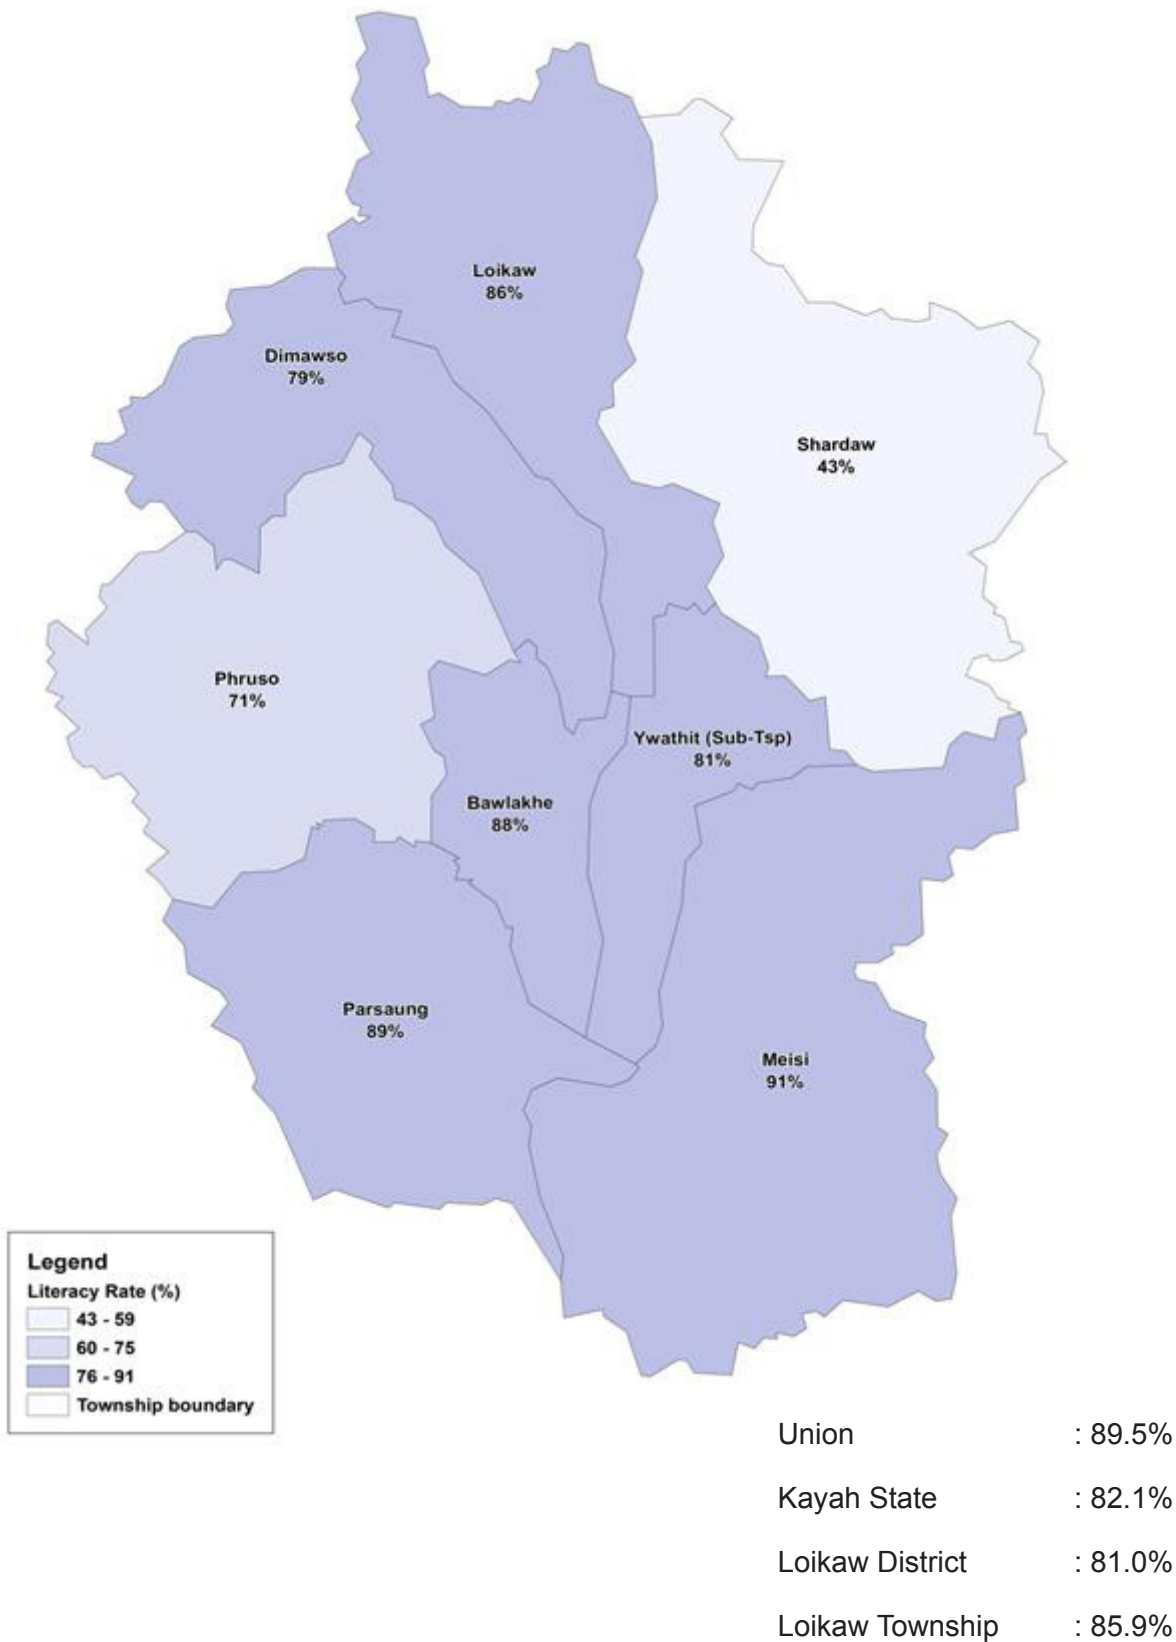 Loikaw
86%
Dimawso
79%
Shardaw
43%
Phruso
71%
Ywathit (Sub-Tsp)
81%
Bawlakhe
88%
Parsaung
89%
Meisi
91%
Legend
Literacy Rate (%)
43 - 59
60 - 75
76 - 91
Township boundary
Union : 89.5%
Kayah State : 82.1%
Loikaw District : 81.0%
Loikaw Township : 85.9%